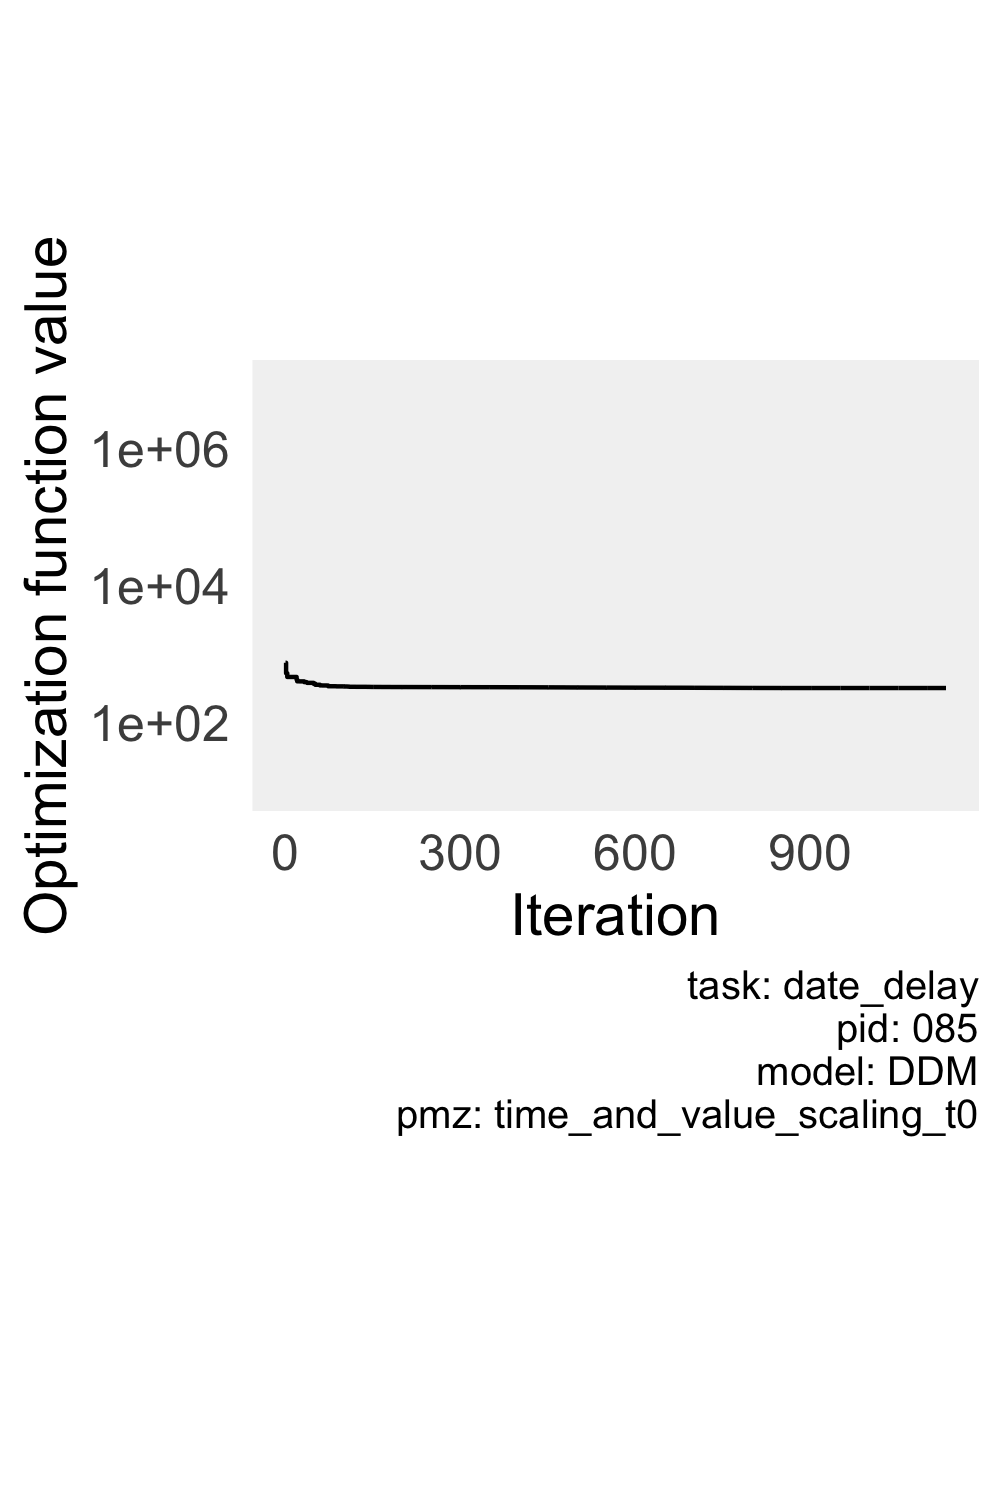 Optimization function value
1e+06
1e+04
1e+02
0 300 600 900
Iteration
task: date_delay
pid: 085
model: DDM
pmz: time_and_value_scaling_t0